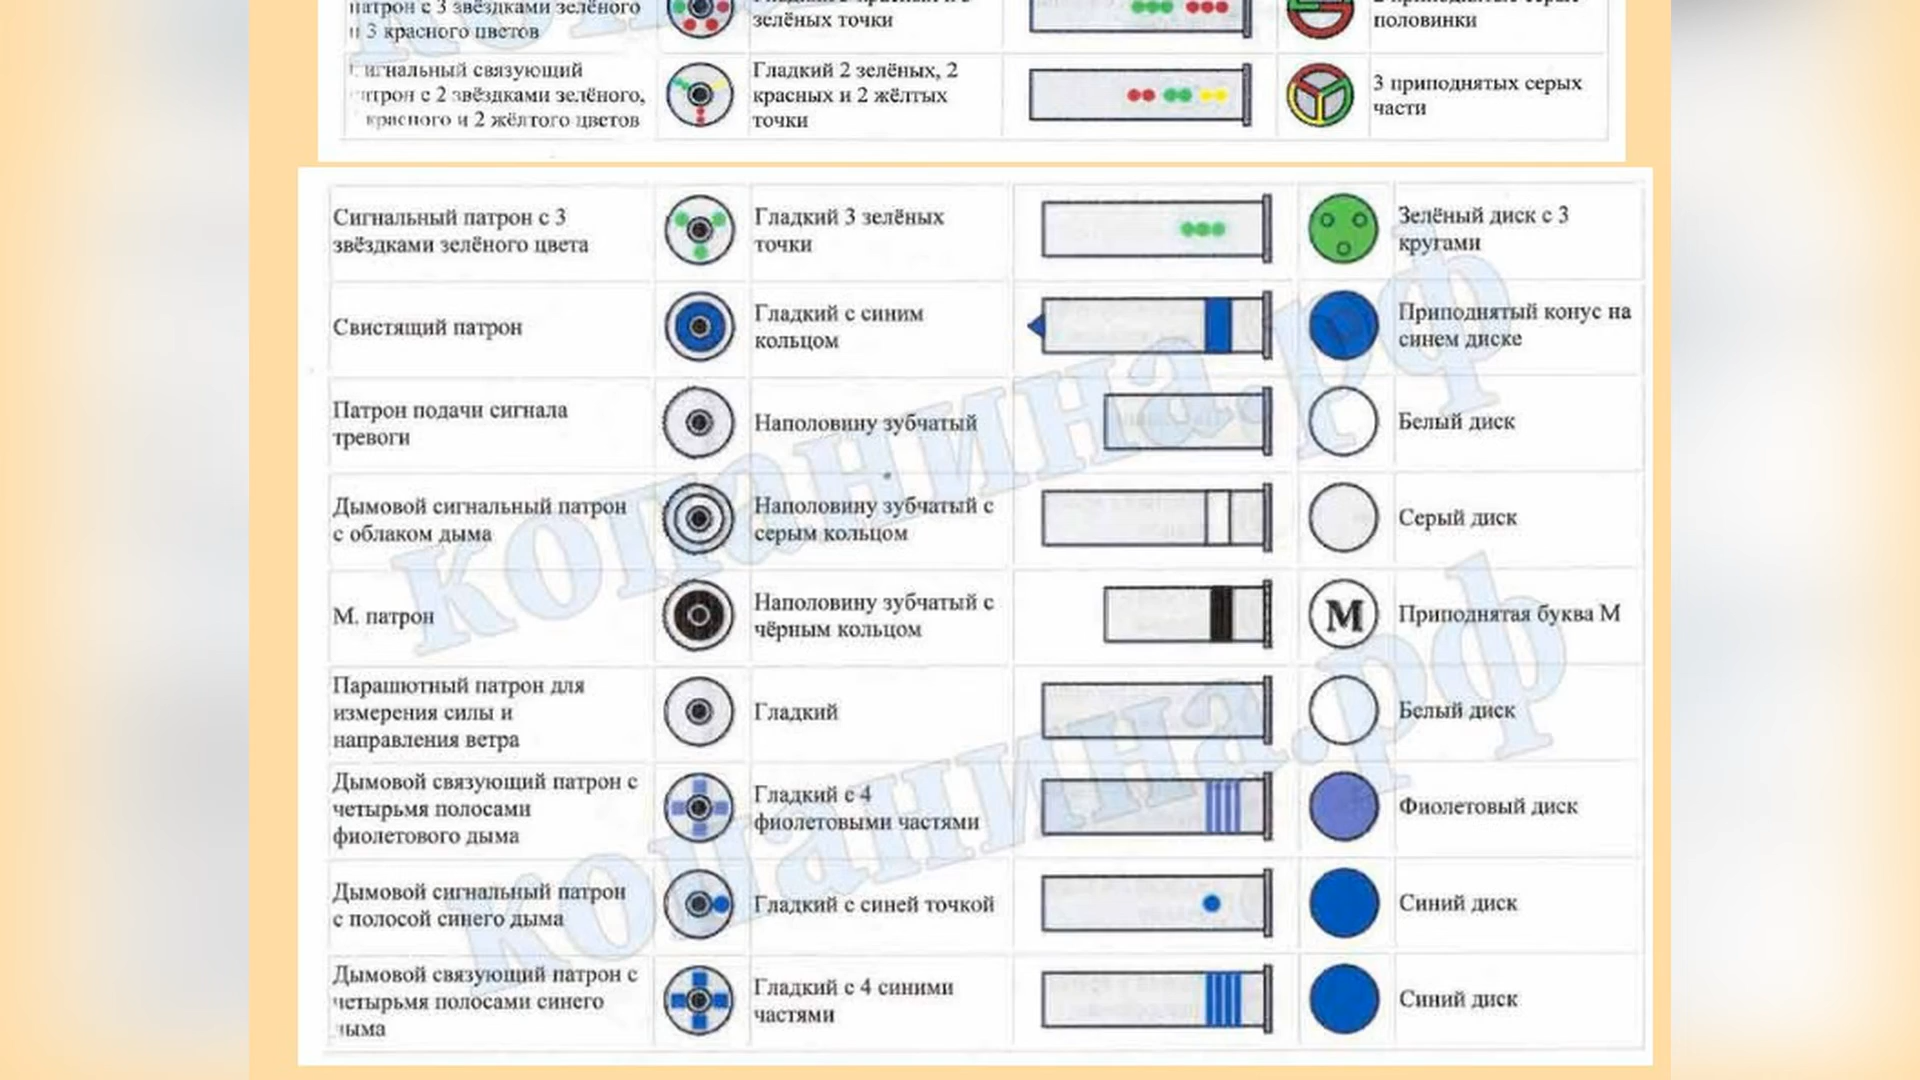 патрон с 3 звёздками зелёного
и 3 красного цветов
зелёных точки
половинки
игнальный связующий
трон с 2 звёздками зелёного,
красного и 2 жёлтого цветов
Гладкий 2 зелёных, 2
красных и 2 жёлтых
точки
3 приподнятых серых
части
Сигнальный патрон с 3
звёздками зелёного цвета
Гладкий 3 зелёных
точки
Зелёный диск с 3
кругами
Свистящий патрон
Гладкий с синим
кольцом
Приподнятый конус на
синем диске
Патрон подачи сигнала
тревоги
Наполовину зубчатый
Белый диск
Дымовой сигнальный патрон
с облаком дыма
Наполовину зубчатый с
серым кольцом
Серый диск
М. патрон
Наполовину зубчатый с
чёрным кольцом
М
Приподнятая буква М
Парашютный патрон для
измерения силы и
направления ветра
Гладкий
Белый диск
Дымовой связующий патрон с
четырьмя полосами
фиолетового дыма
Гладкий с 4
фиолетовыми частями
Фиолетовый диск
Дымовой сигнальный патрон
с полосой синего дыма
Гладкий с синей точкой
Синий диск
Дымовой связующий патрон с
четырьмя полосами синего
дыма
Гладкий с 4 синими
частями
Синий диск
копанина.рф
копанина.рф